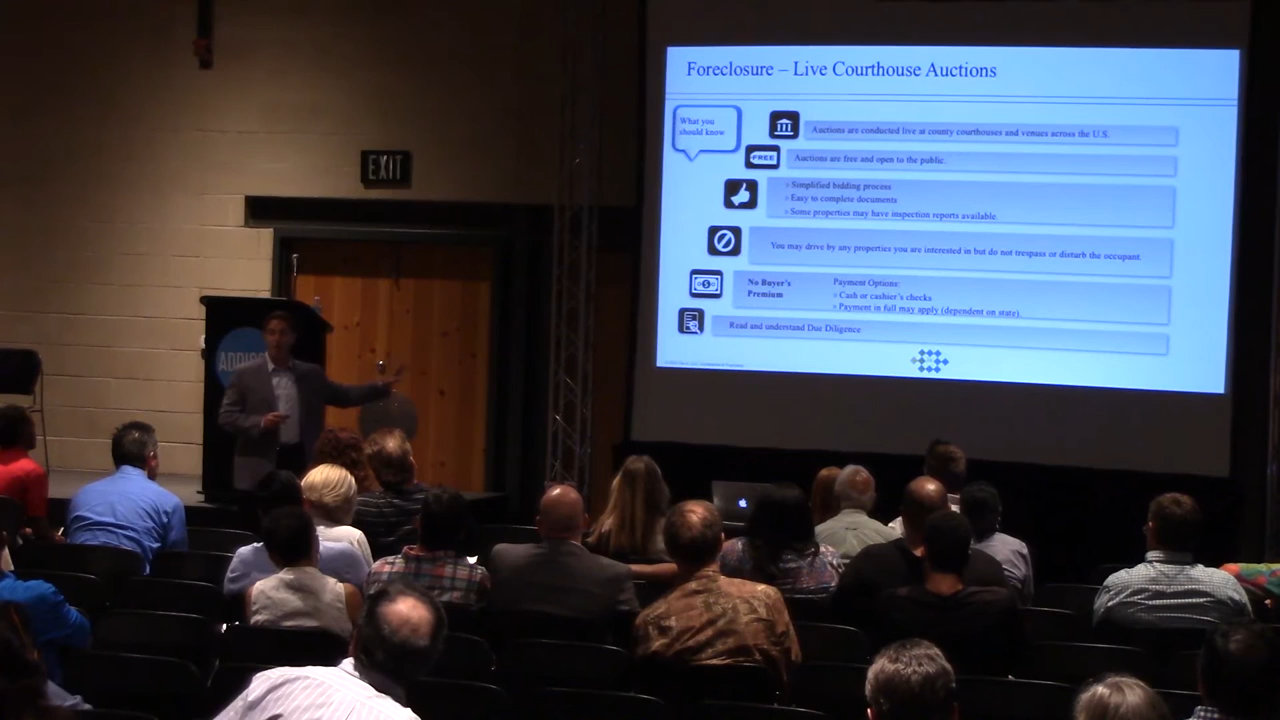 Foreclosure – Live Courthouse Auctions
What you
should know
Auctions are conducted live at county courthouses and venues across the U.S.
FREE
Auctions are free and open to the public.
> Simplified bidding process
> Easy to complete documents
> Some properties may have inspection reports available.
You may drive by any properties you are interested in but do not trespass or disturb the occupant.
No Buyer's
Premium
Payment Options:
> Cash or cashier's checks
> Payment in full may apply (dependent on state).
Read and understand Due Diligence
EXIT